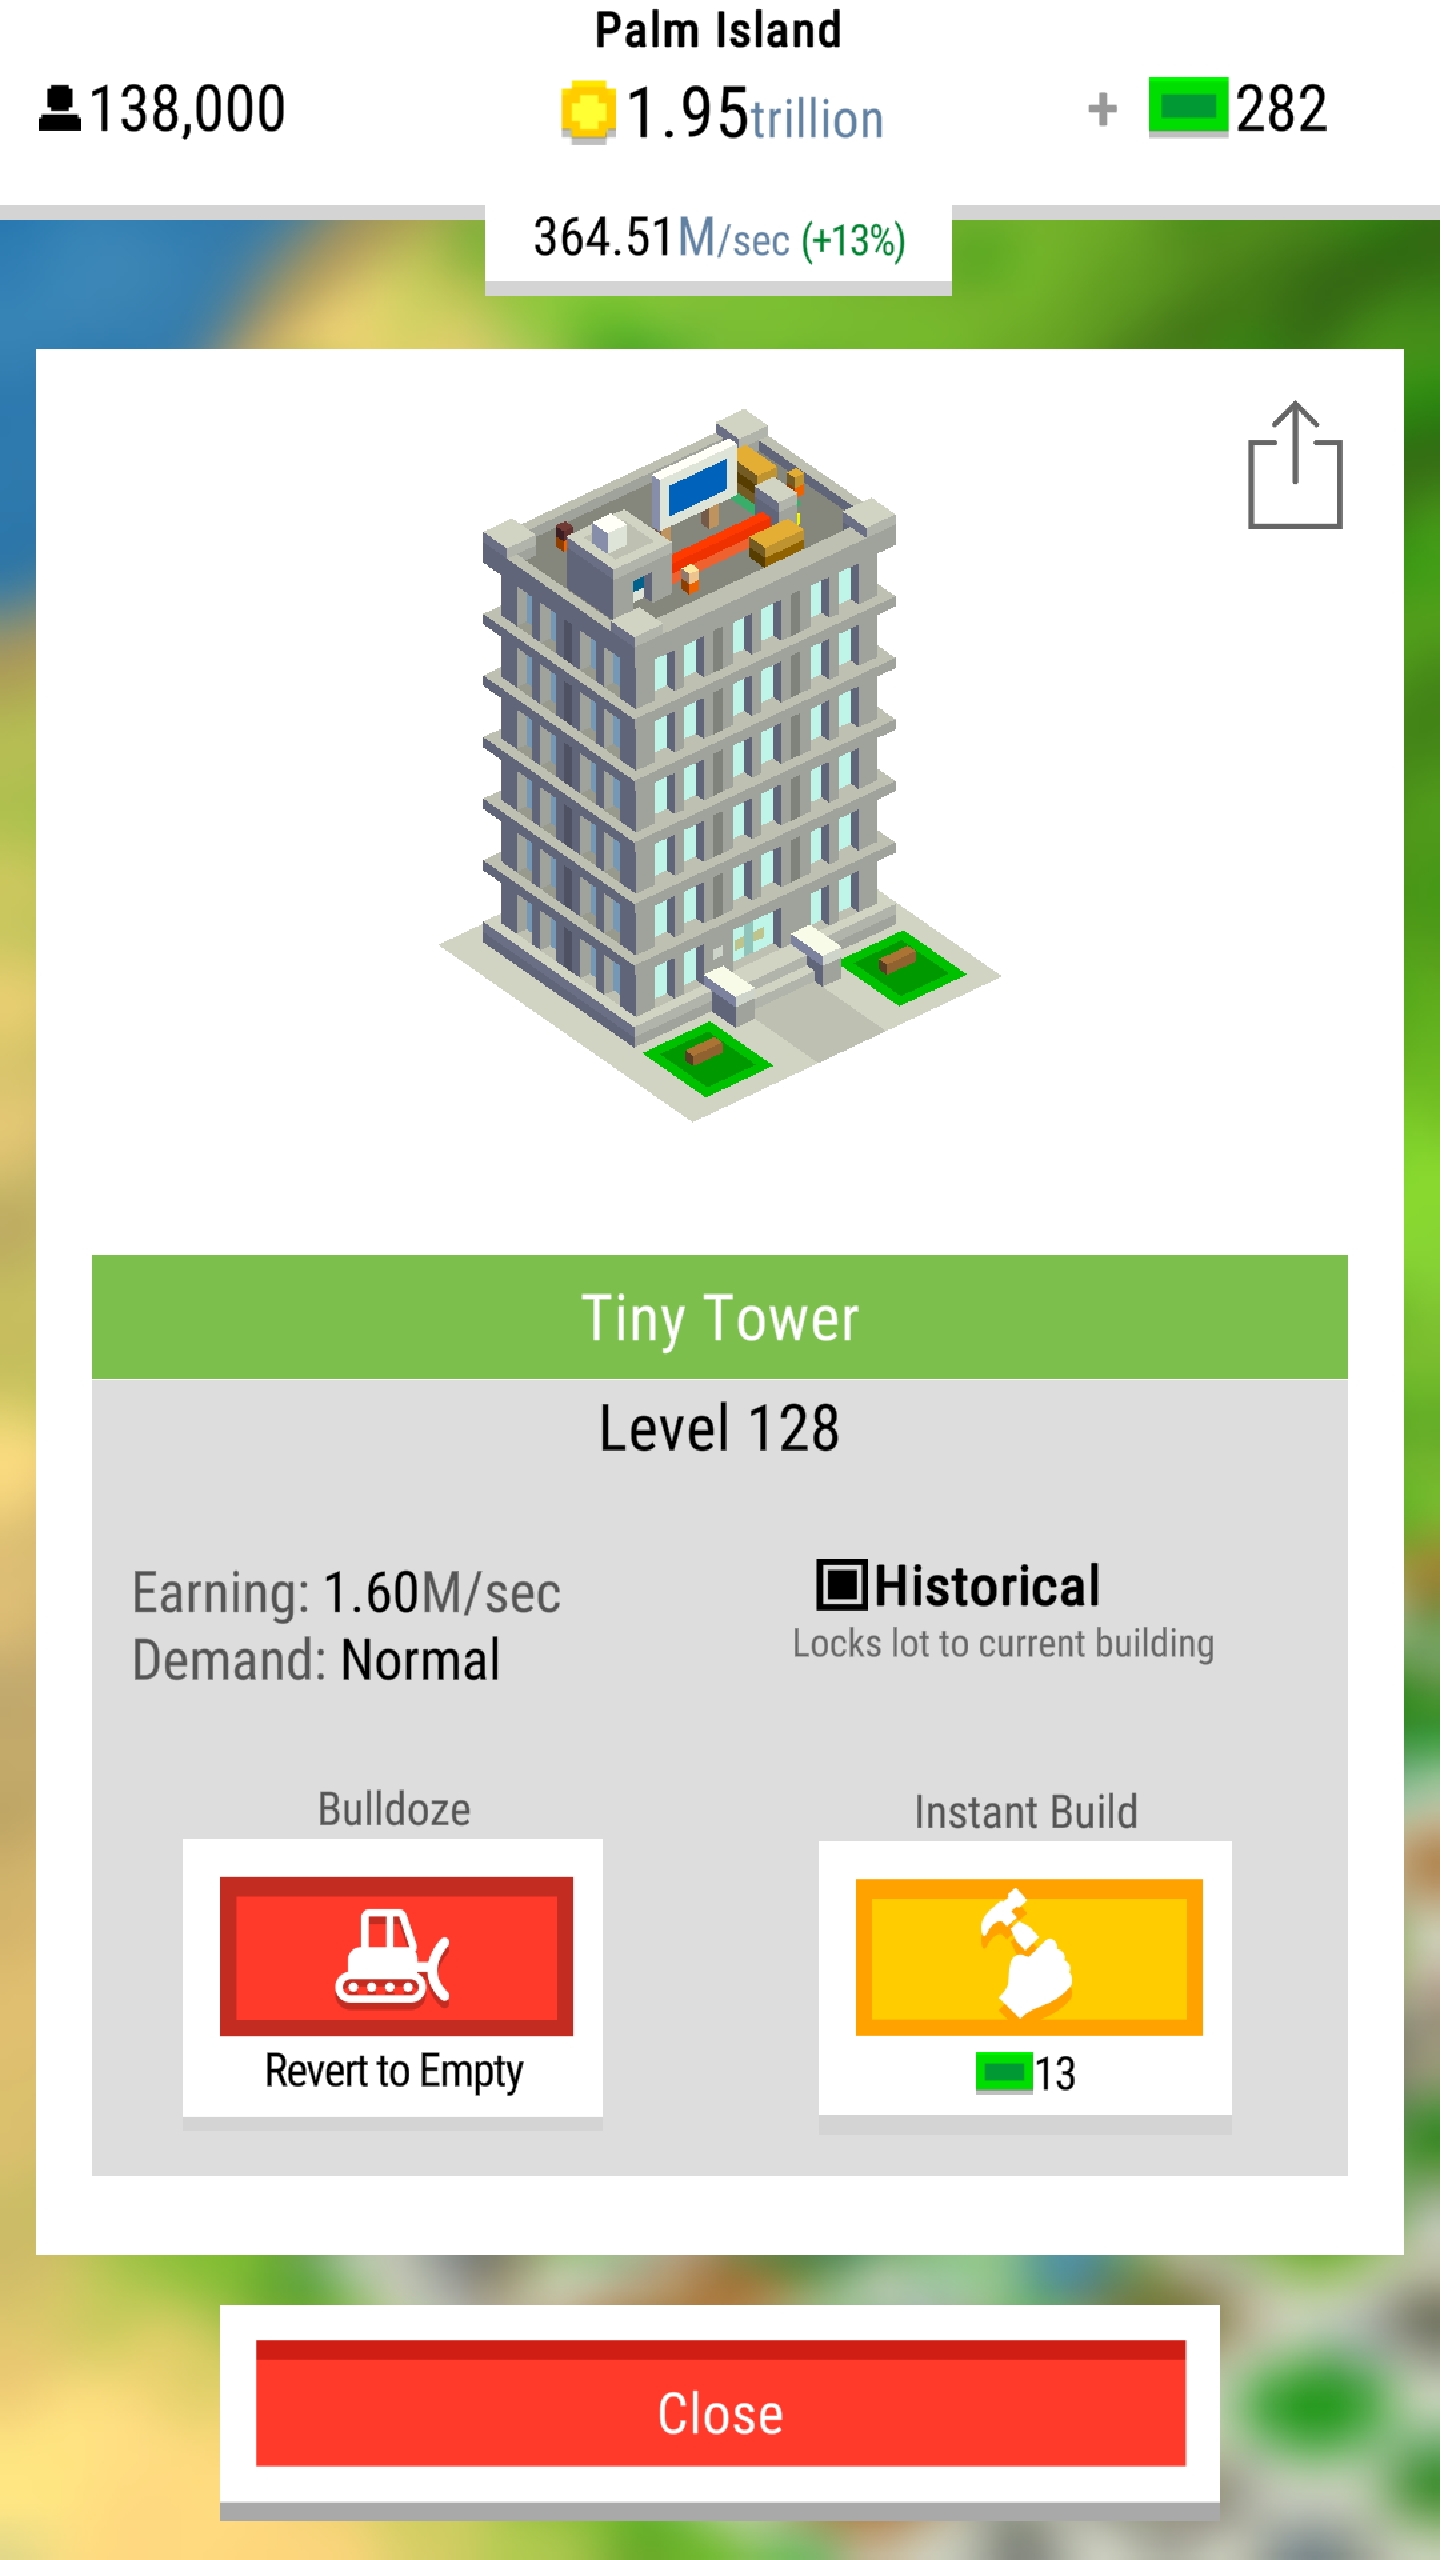 Palm Island
138,000
1.95trillion
+ 282
364.51M/sec (+13%)
Tiny Tower
Level 128
Earning: 1.60M/sec
Demand: Normal
Historical
Locks lot to current building
Bulldoze
Revert to Empty
Instant Build
13
Close